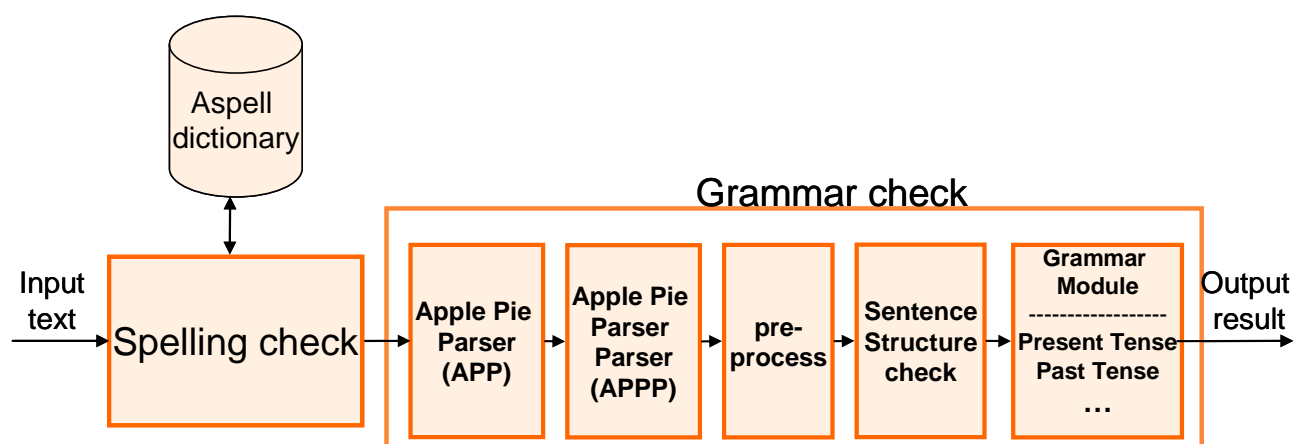 Aspell
dictionary
Grammar check
Input
text
Spelling check
Apple Pie
Parser
(APP)
Apple Pie
Parser
Parser
(APPP)
pre-
process
Sentence
Structure
check
Grammar
Module
------------------
Present Tense
Past Tense
...
Output
result